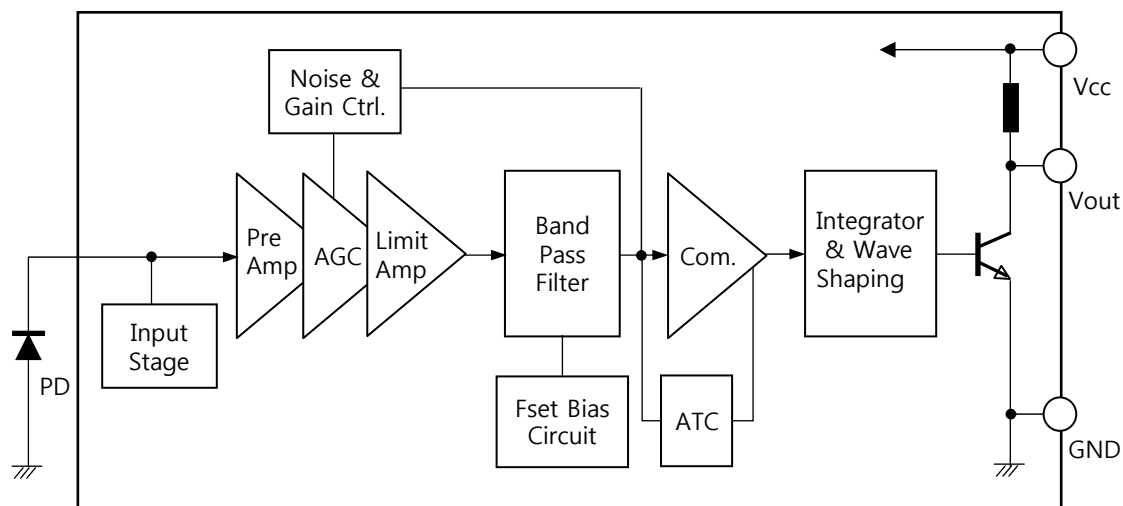 Noise &
Gain Ctrl.
Vcc
Vout
Pre
Amp
AGC
Limit
Amp
Band
Pass
Filter
Com.
Integrator
& Wave
Shaping
Input
Stage
PD
Fset Bias
Circuit
ATC
GND